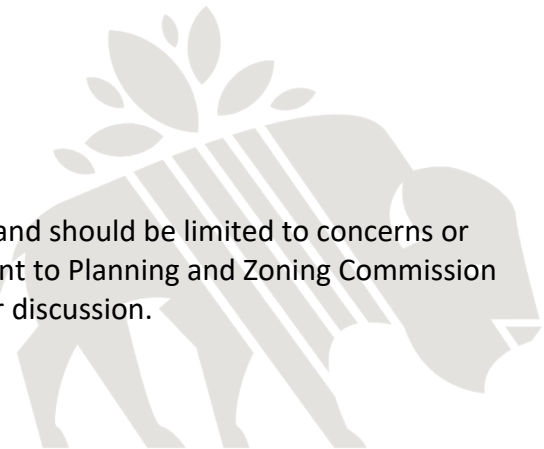 and should be limited to concerns or
nt to Planning and Zoning Commission
r discussion.